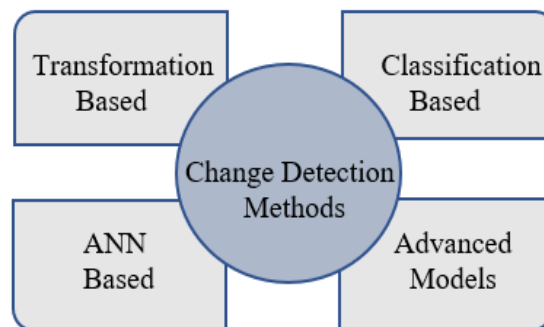 Transformation
Based
Classification
Based
Change Detection
Methods
ANN
Based
Advanced
Models